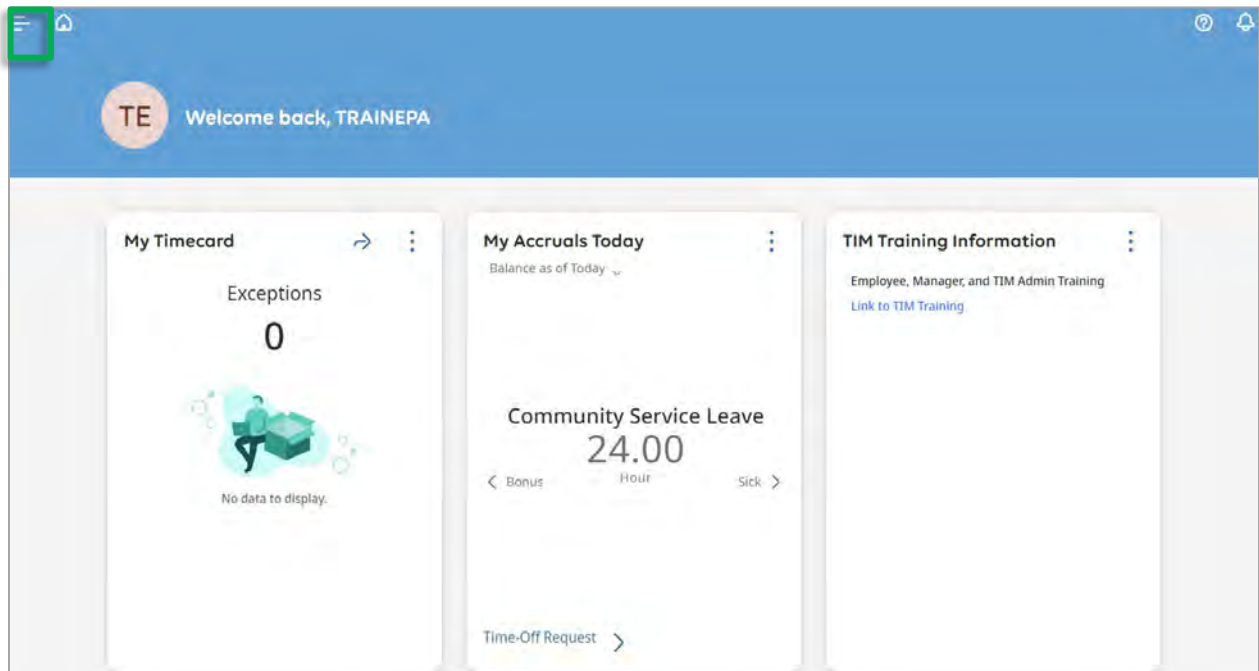 TE
Welcome back, TRAINEPA
My Timecard
Exceptions
0
No data to display.
My Accruals Today
Balance as of Today
Community Service Leave
24.00
Hour
Bonus
Sick
Time-Off Request
TIM Training Information
Employee, Manager, and TIM Admin Training
Link to TIM Training